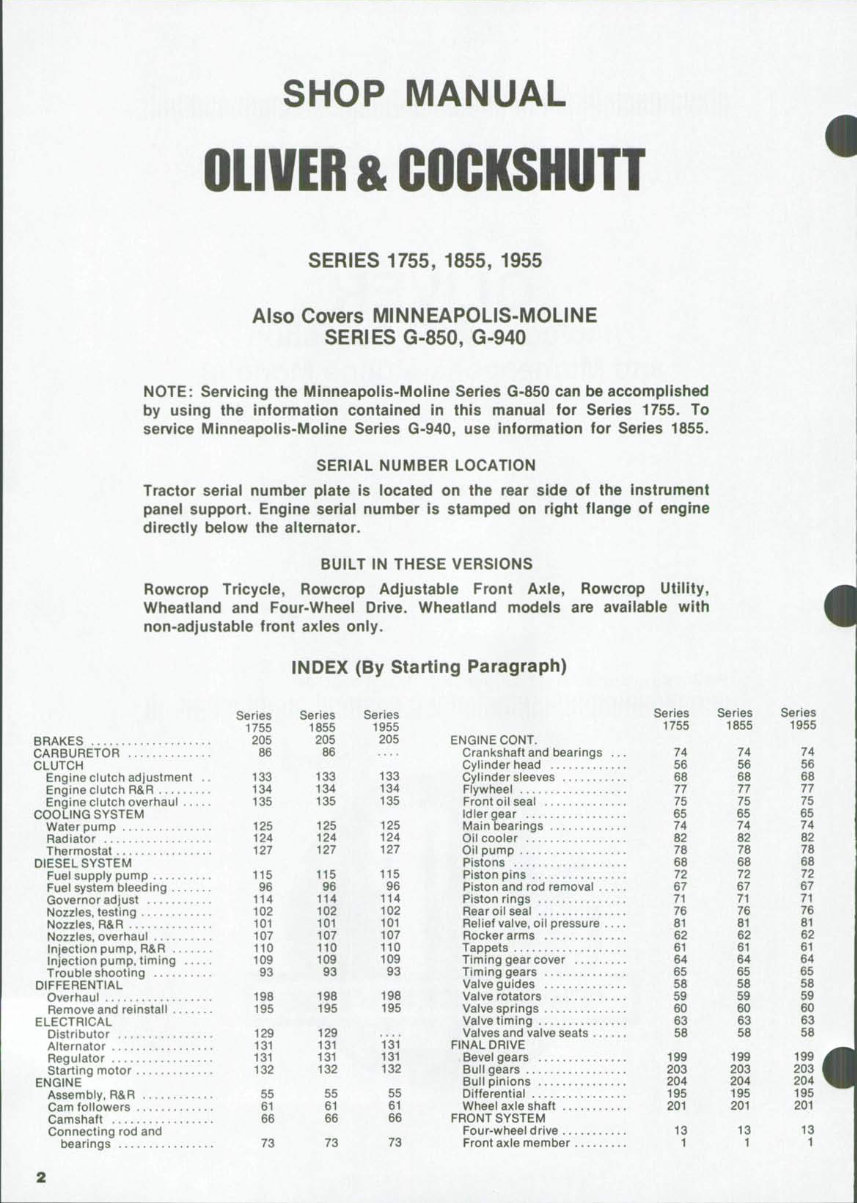 SHOP MANUAL
OLIVER & COCKSHUTT
SERIES 1755, 1855, 1955
Also Covers MINNEAPOLIS-MOLINE
SERIES G-850, G-940
NOTE: Servicing the Minneapolis-Moline Series G-850 can be accomplished
by using the information contained in this manual for Series 1755. To
service Minneapolis-Moline Series G-940, use information for Series 1855.
SERIAL NUMBER LOCATION
Tractor serial number plate is located on the rear side of the instrument
panel support. Engine serial number is stamped on right flange of engine
directly below the alternator.
BUILT IN THESE VERSIONS
Rowcrop Tricycle, Rowcrop Adjustable Front Axle, Rowcrop Utility,
Wheatland and Four-Wheel Drive. Wheatland models are available with
non-adjustable front axles only.
INDEX (By Starting Paragraph)
Series Series Series
1755 1855 1955
BRAKES .................... 205 205 205
CARBURETOR .............. 86 86 ....
CLUTCH
Engine clutch adjustment .. 133 133 133
Engine clutch R&R ......... 134 134 134
Engine clutch overhaul ..... 135 135 135
COOLING SYSTEM
Water pump ............... 125 125 125
Radiator .................. 124 124 124
Thermostat ................ 127 127 127
DIESEL SYSTEM
Fuel supply pump .......... 115 115 115
Fuel system bleeding ....... 96 96 96
Governor adjust ........... 114 114 114
Nozzles, testing ............ 102 102 102
Nozzles, R&R .............. 101 101 101
Nozzles, overhaul .......... 107 107 107
Injection pump, R&R ....... 110 110 110
Injection pump, timing ..... 109 109 109
Trouble shooting .......... 93 93 93
DIFFERENTIAL
Overhaul .................. 198 198 198
Remove and reinstall ....... 195 195 195
ELECTRICAL
Distributor ................ 129 129 ....
Alternator ................. 131 131 131
Regulator ................. 131 131 131
Starting motor ............. 132 132 132
ENGINE
Assembly, R&R ............ 55 55 55
Cam followers ............. 61 61 61
Camshaft ................. 66 66 66
Connecting rod and
bearings ................ 73 73 73
Series Series Series
1755 1855 1955
ENGINE CONT.
Crankshaft and bearings ... 74 74 74
Cylinder head ............. 56 56 56
Cylinder sleeves ........... 68 68 68
Flywheel .................. 77 77 77
Front oil seal .............. 75 75 75
Idler gear ................. 65 65 65
Main bearings ............. 74 74 74
Oil cooler ................. 82 82 82
Oil pump .................. 78 78 78
Pistons ................... 68 68 68
Piston pins ................ 72 72 72
Piston and rod removal ..... 67 67 67
Piston rings ............... 71 71 71
Rear oil seal ............... 76 76 76
Relief valve, oil pressure .... 81 81 81
Rocker arms .............. 62 62 62
Tappets ................... 61 61 61
Timing gear cover ......... 64 64 64
Timing gears .............. 65 65 65
Valve guides .............. 58 58 58
Valve rotators ............. 59 59 59
Valve springs .............. 60 60 60
Valve timing ............... 63 63 63
Valves and valve seats ...... 58 58 58
FINAL DRIVE
Bevel gears ............... 199 199 199
Bull gears ................. 203 203 203
Bull pinions ............... 204 204 204
Differential ................ 195 195 195
Wheel axle shaft ........... 201 201 201
FRONT SYSTEM
Four-wheel drive ........... 13 13 13
Front axle member ......... 1 1 1
2